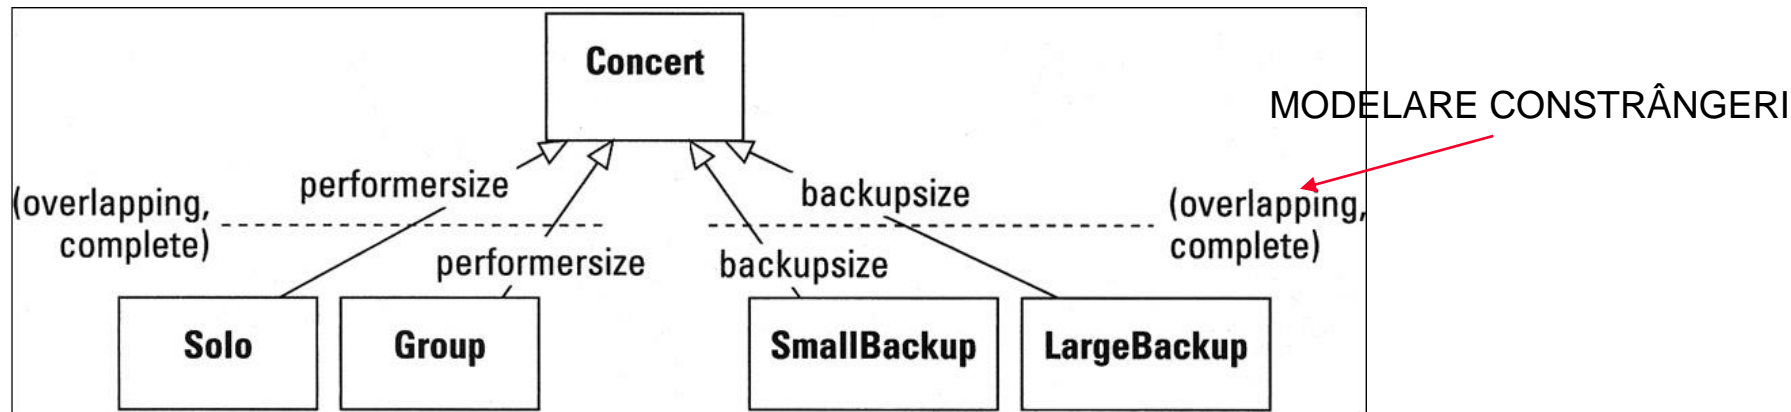 Concert
MODELARE CONSTRÂNGERI
performersize
backupsize
(overlapping,
complete)
(overlapping,
complete)
performersize
backupsize
Solo
Group
SmallBackup
LargeBackup